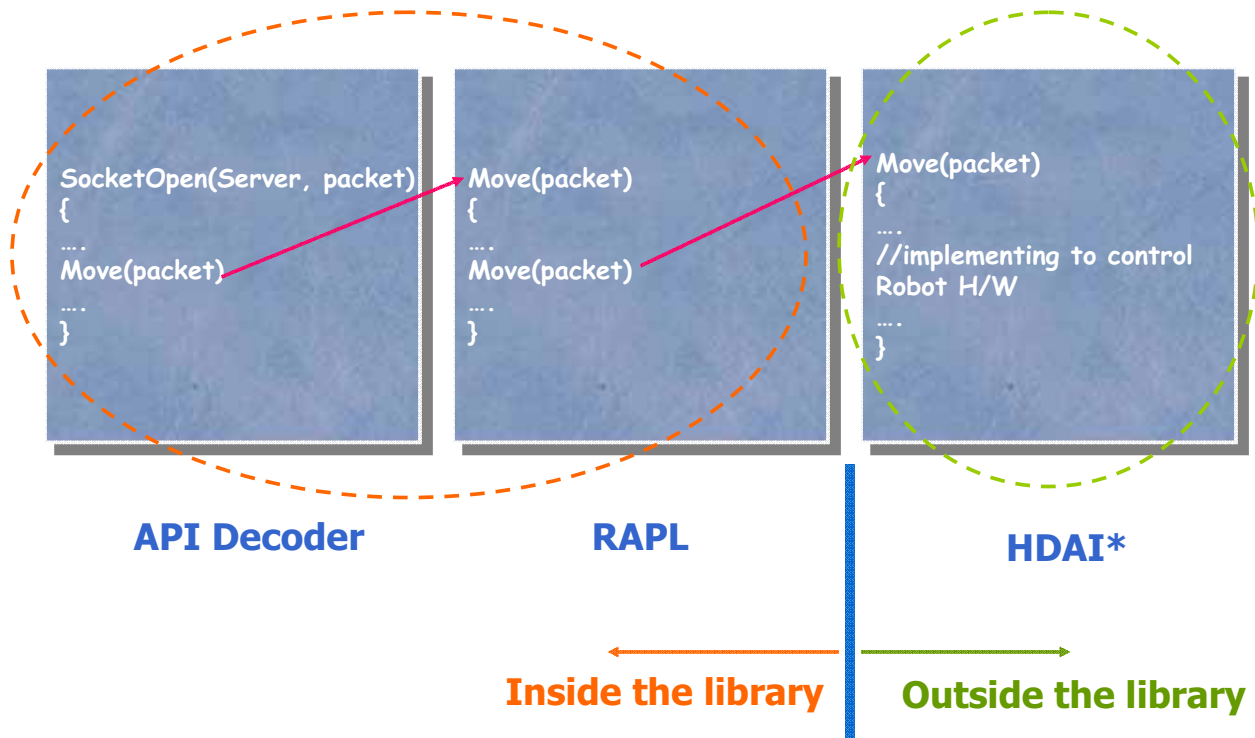 SocketOpen(Server, packet)
{
….
Move(packet)
….
}
Move(packet)
{
….
Move(packet)
….
}
Move(packet)
{
….
//implementing to control
Robot H/W
….
}
API Decoder
RAPL
HDAI*
Inside the library
Outside the library